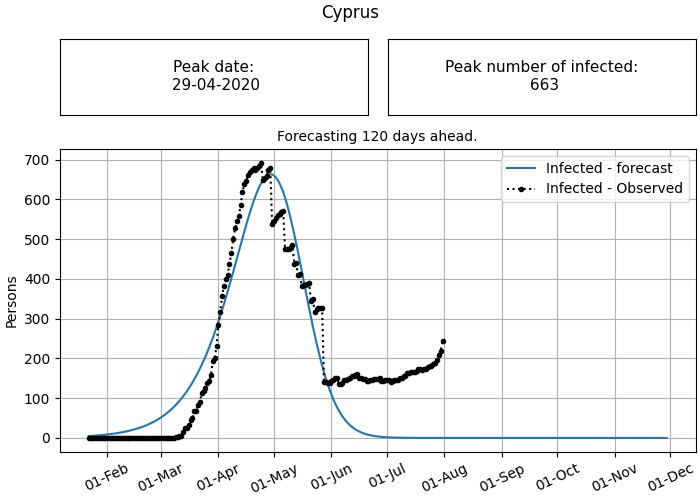 Cyprus
Peak date:
29-04-2020
Peak number of infected:
663
Forecasting 120 days ahead.
Infected - forecast
Infected - Observed
Persons
700
600
500
400
300
200
100
0
01-Feb
01-Mar
01-Apr
01-May
01-Jun
01-Jul
01-Aug
01-Sep
01-Oct
01-Nov
01-Dec